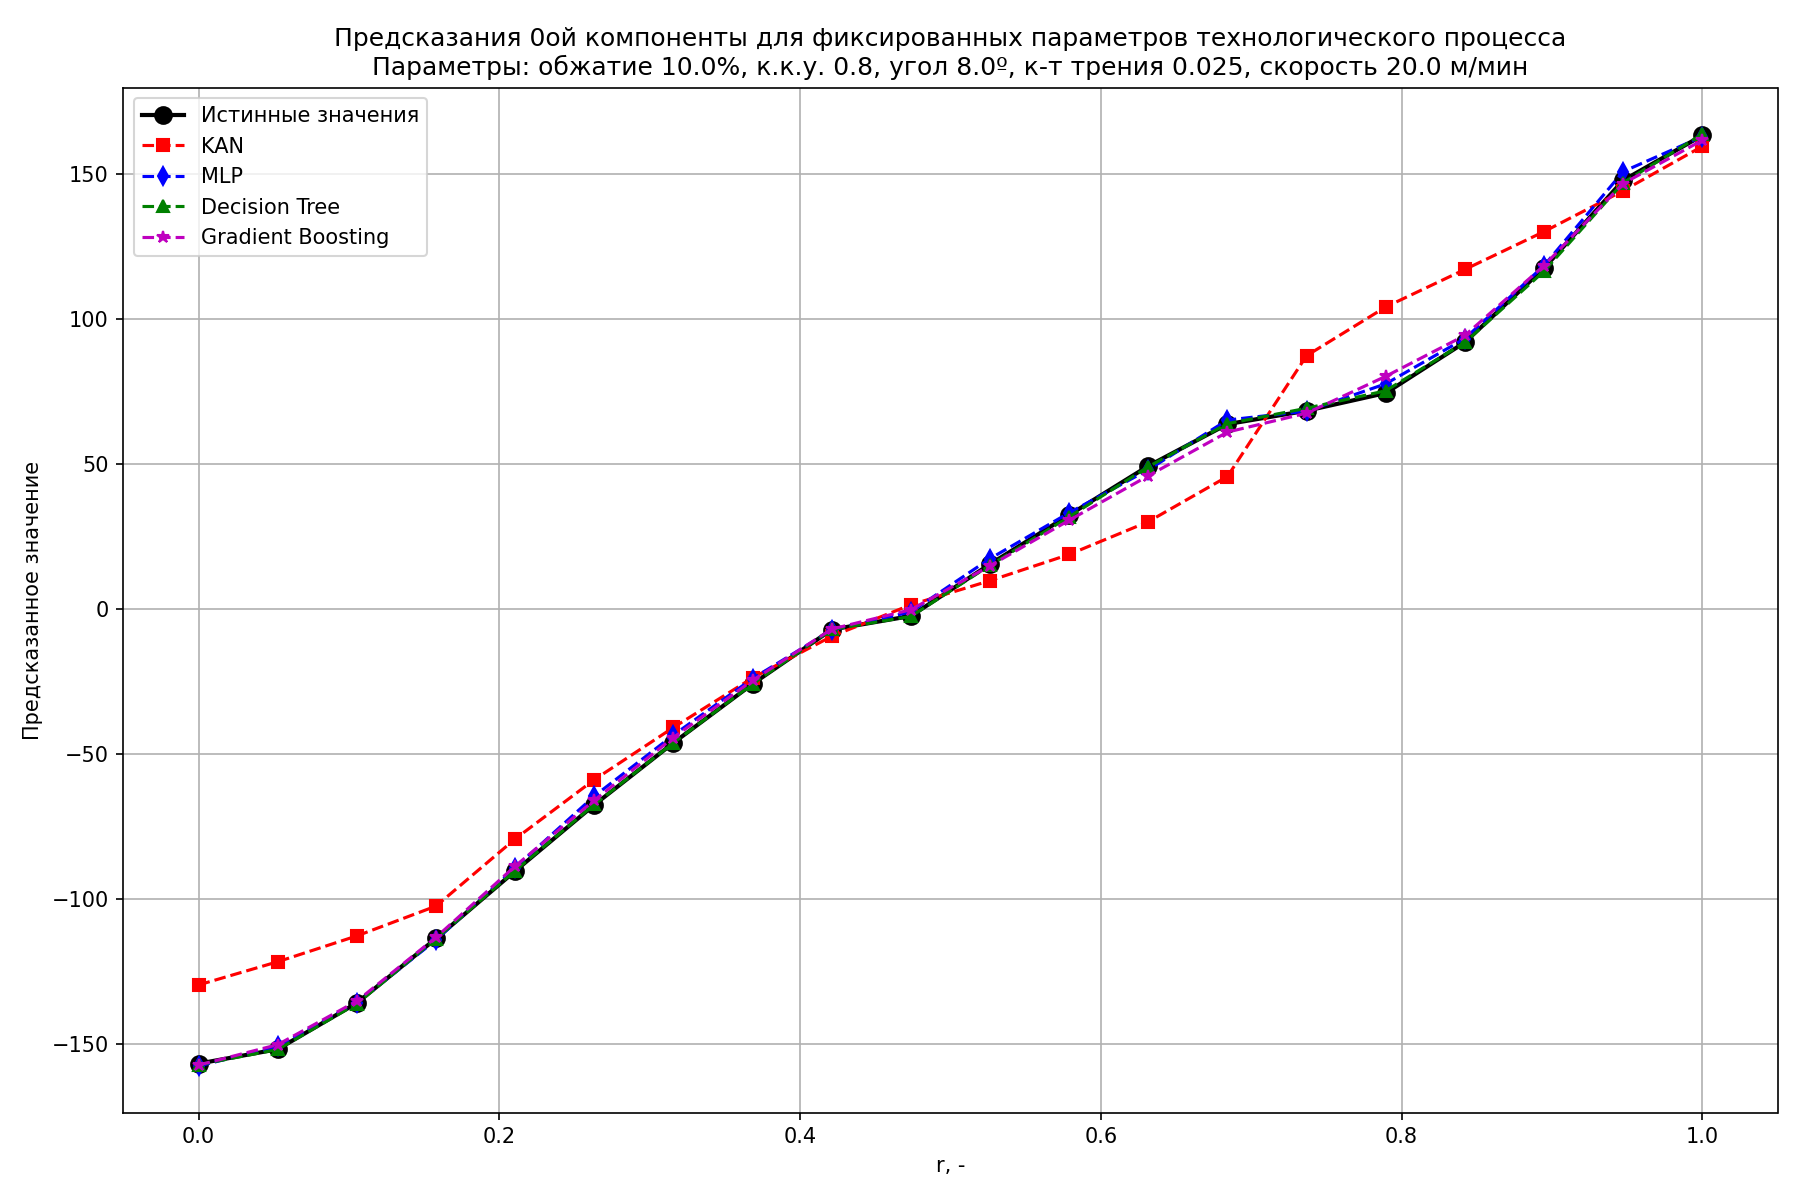 Предсказания 0ой компоненты для фиксированных параметров технологического процесса
Параметры: обжатие 10.0%, к.к.у. 0.8, угол 8.0º, к-т трения 0.025, скорость 20.0 м/мин
Истинные значения
KAN
MLP
Decision Tree
Gradient Boosting
Предсказанное значение
150
100
50
0
−50
−100
−150
0.0
0.2
0.4
0.6
0.8
1.0
r, -